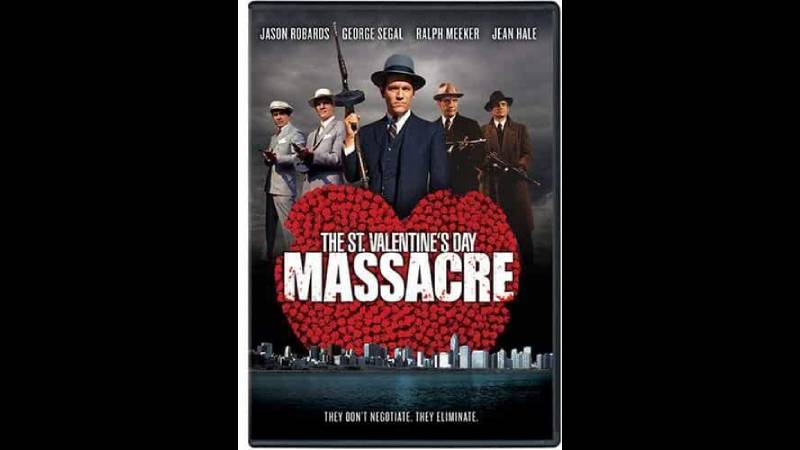 JASON ROBARDS GEORGE SEGAL RALPH MEEKER JEAN HALE
THE ST. VALENTINE'S DAY
MASSACRE
THEY DON'T NEGOTIATE. THEY ELIMINATE.